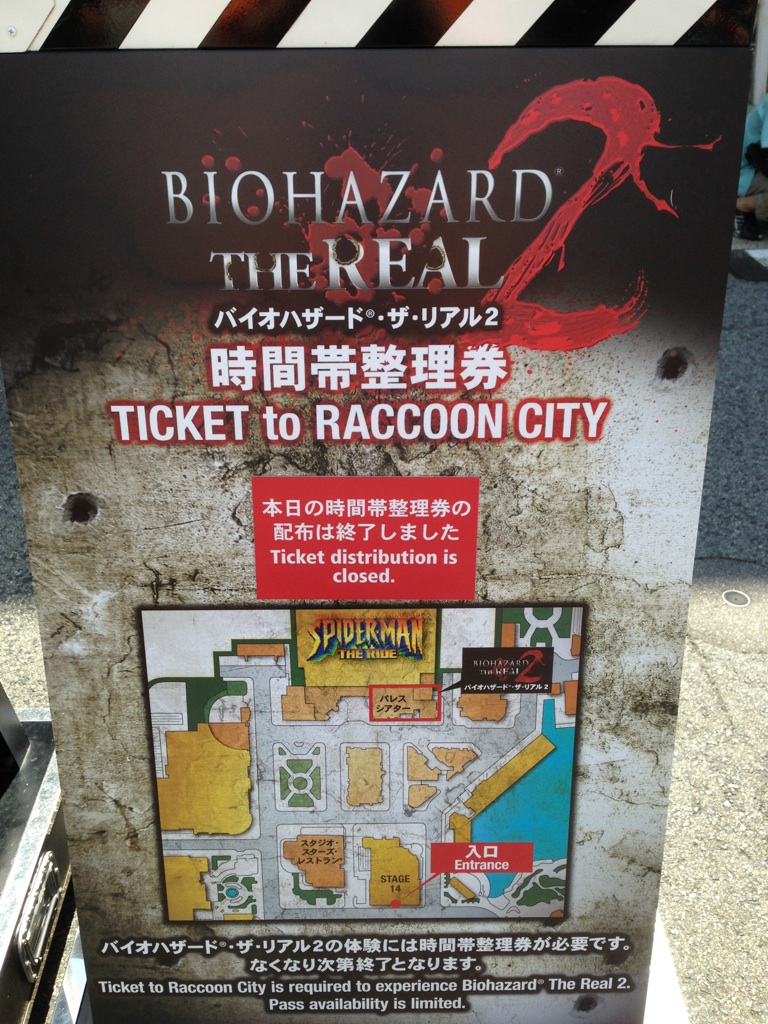 BIOHAZARD®
THE REAL 2
バイオハザード®・ザ・リアル2
時間帯整理券
TICKET to RACCOON CITY
本日の時間帯整理券の
配布は終了しました
Ticket distribution is
closed.
SPIDERMAN
THE RIDE
BIOHAZARD
THE REAL 2
バイオハザード®・ザ・リアル2
パレス
シアター
スタジオ・
スターズ・
レストラン
STAGE
14
入口
Entrance
バイオハザード®・ザ・リアル2の体験には時間帯整理券が必要です。
なくなり次第終了となります。
Ticket to Raccoon City is required to experience Biohazard® The Real 2.
Pass availability is limited.